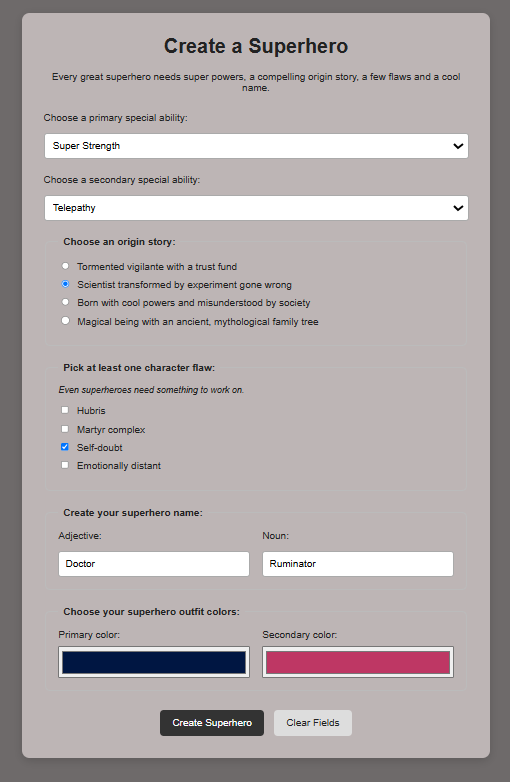 Create a Superhero
Every great superhero needs super powers, a compelling origin story, a few flaws and a cool
name.
Choose a primary special ability:
Super Strength
Choose a secondary special ability:
Telepathy
Choose an origin story:
Tormented vigilante with a trust fund
Scientist transformed by experiment gone wrong
Born with cool powers and misunderstood by society
Magical being with an ancient, mythological family tree
Pick at least one character flaw:
Even superheroes need something to work on.
Hubris
Martyr complex
Self-doubt
Emotionally distant
Create your superhero name:
Adjective: Noun:
Doctor Ruminator
Choose your superhero outfit colors:
Primary color: Secondary color:
Create Superhero Clear Fields